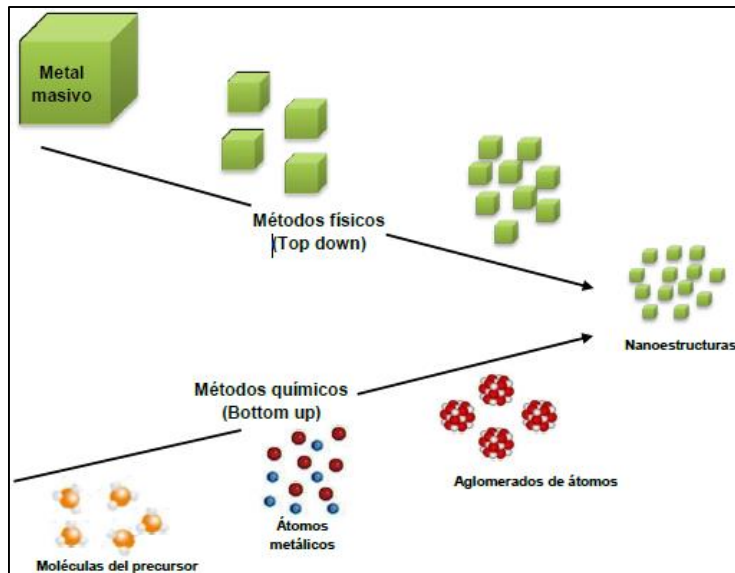 Metal
masivo
Métodos físicos
(Top down)
Nanoestructuras
Métodos químicos
(Bottom up)
Aglomerados de átomos
Átomos
metálicos
Moléculas del precursor